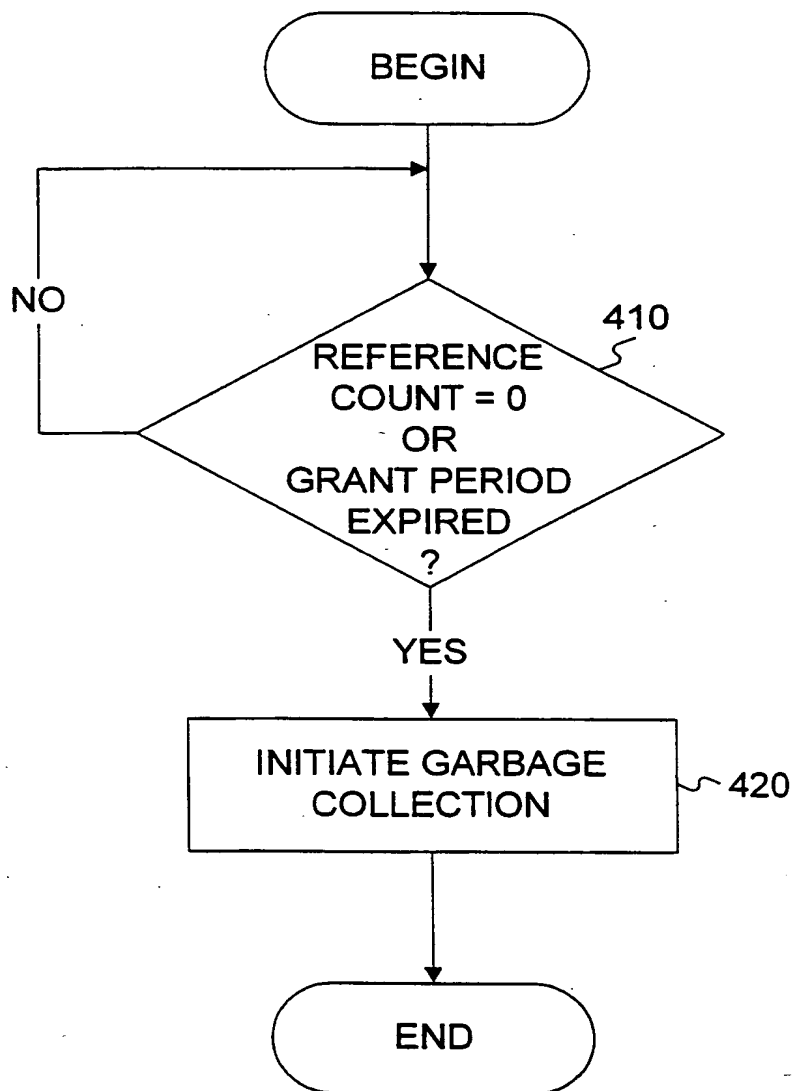 BEGIN
NO
410
REFERENCE
COUNT = 0
OR
GRANT PERIOD
EXPIRED
?
YES
INITIATE GARBAGE
COLLECTION
420
END